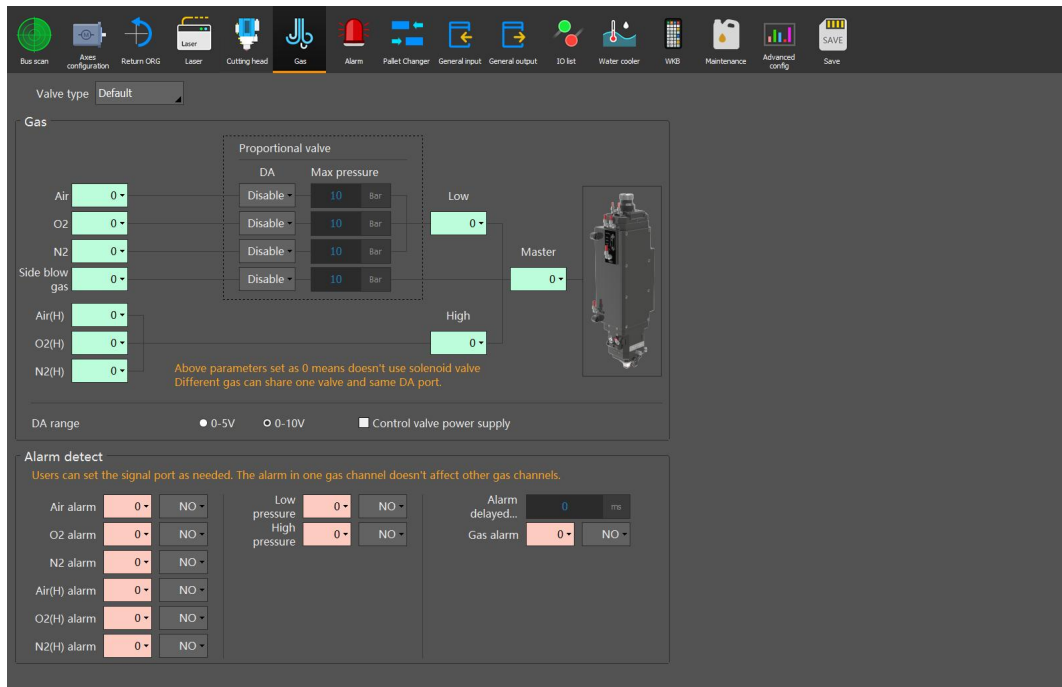 Bus scan
Axes configuration
Return ORG
Laser
Laser
Cutting head
Gas
Alarm
Pallet Changer
General input
General output
IO list
Water cooler
WKB
Maintenance
Advanced config
SAVE
Save
Valve type Default
Gas
Proportional valve
DA Max pressure
Air 0 Disable 10 Bar Low
O2 0 Disable 10 Bar 0
N2 0 Disable 10 Bar Master
Side blow gas 0 Disable 10 Bar 0
Air(H) 0 High
O2(H) 0 0
N2(H) 0
Above parameters set as 0 means doesn't use solenoid valve
Different gas can share one valve and same DA port.
DA range 0-5V 0-10V Control valve power supply
Alarm detect
Users can set the signal port as needed. The alarm in one gas channel doesn't affect other gas channels.
Air alarm 0 NO Low pressure 0 NO Alarm delayed... 0 ms
O2 alarm 0 NO High pressure 0 NO Gas alarm 0 NO
N2 alarm 0 NO
Air(H) alarm 0 NO
O2(H) alarm 0 NO
N2(H) alarm 0 NO